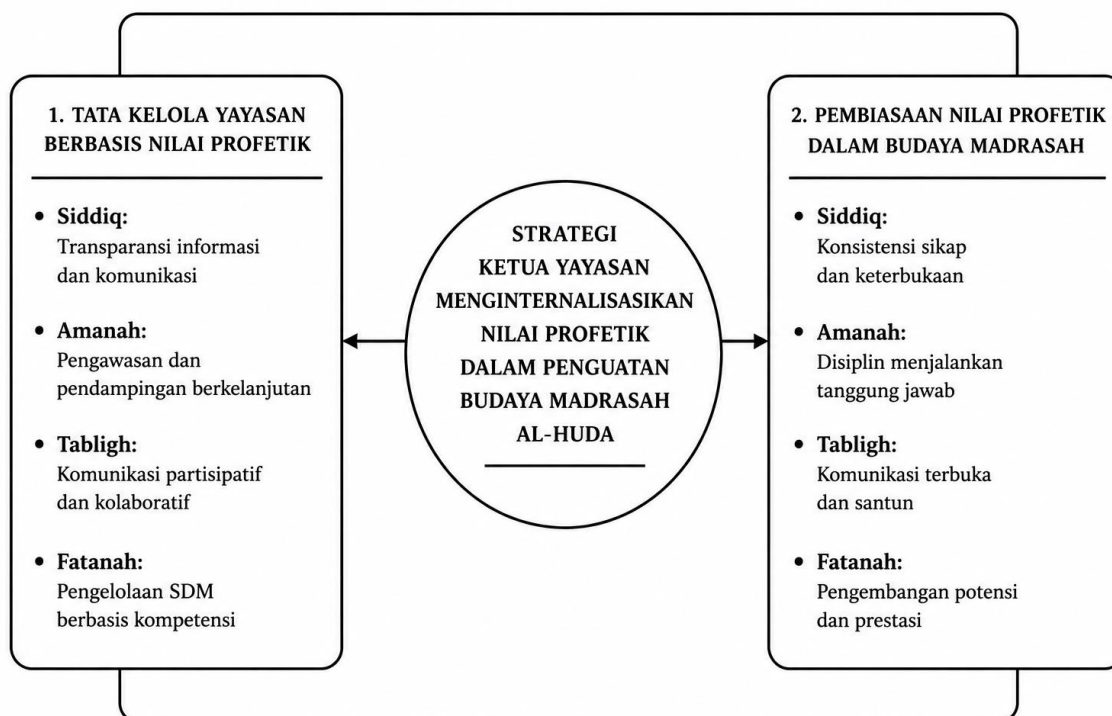 1. TATA KELOLA YAYASAN
BERBASIS NILAI PROFETIK
• Siddiq:
Transparansi informasi
dan komunikasi
• Amanah:
Pengawasan dan
pendampingan berkelanjutan
• Tabligh:
Komunikasi partisipatif
dan kolaboratif
• Fatanah:
Pengelolaan SDM
berbasis kompetensi
STRATEGI
KETUA YAYASAN
MENGINTERNALISASIKAN
NILAI PROFETIK
DALAM PENGUATAN
BUDAYA MADRASAH
AL-HUDA
2. PEMBIASAAN NILAI PROFETIK
DALAM BUDAYA MADRASAH
• Siddiq:
Konsistensi sikap
dan keterbukaan
• Amanah:
Disiplin menjalankan
tanggung jawab
• Tabligh:
Komunikasi terbuka
dan santun
• Fatanah:
Pengembangan potensi
dan prestasi